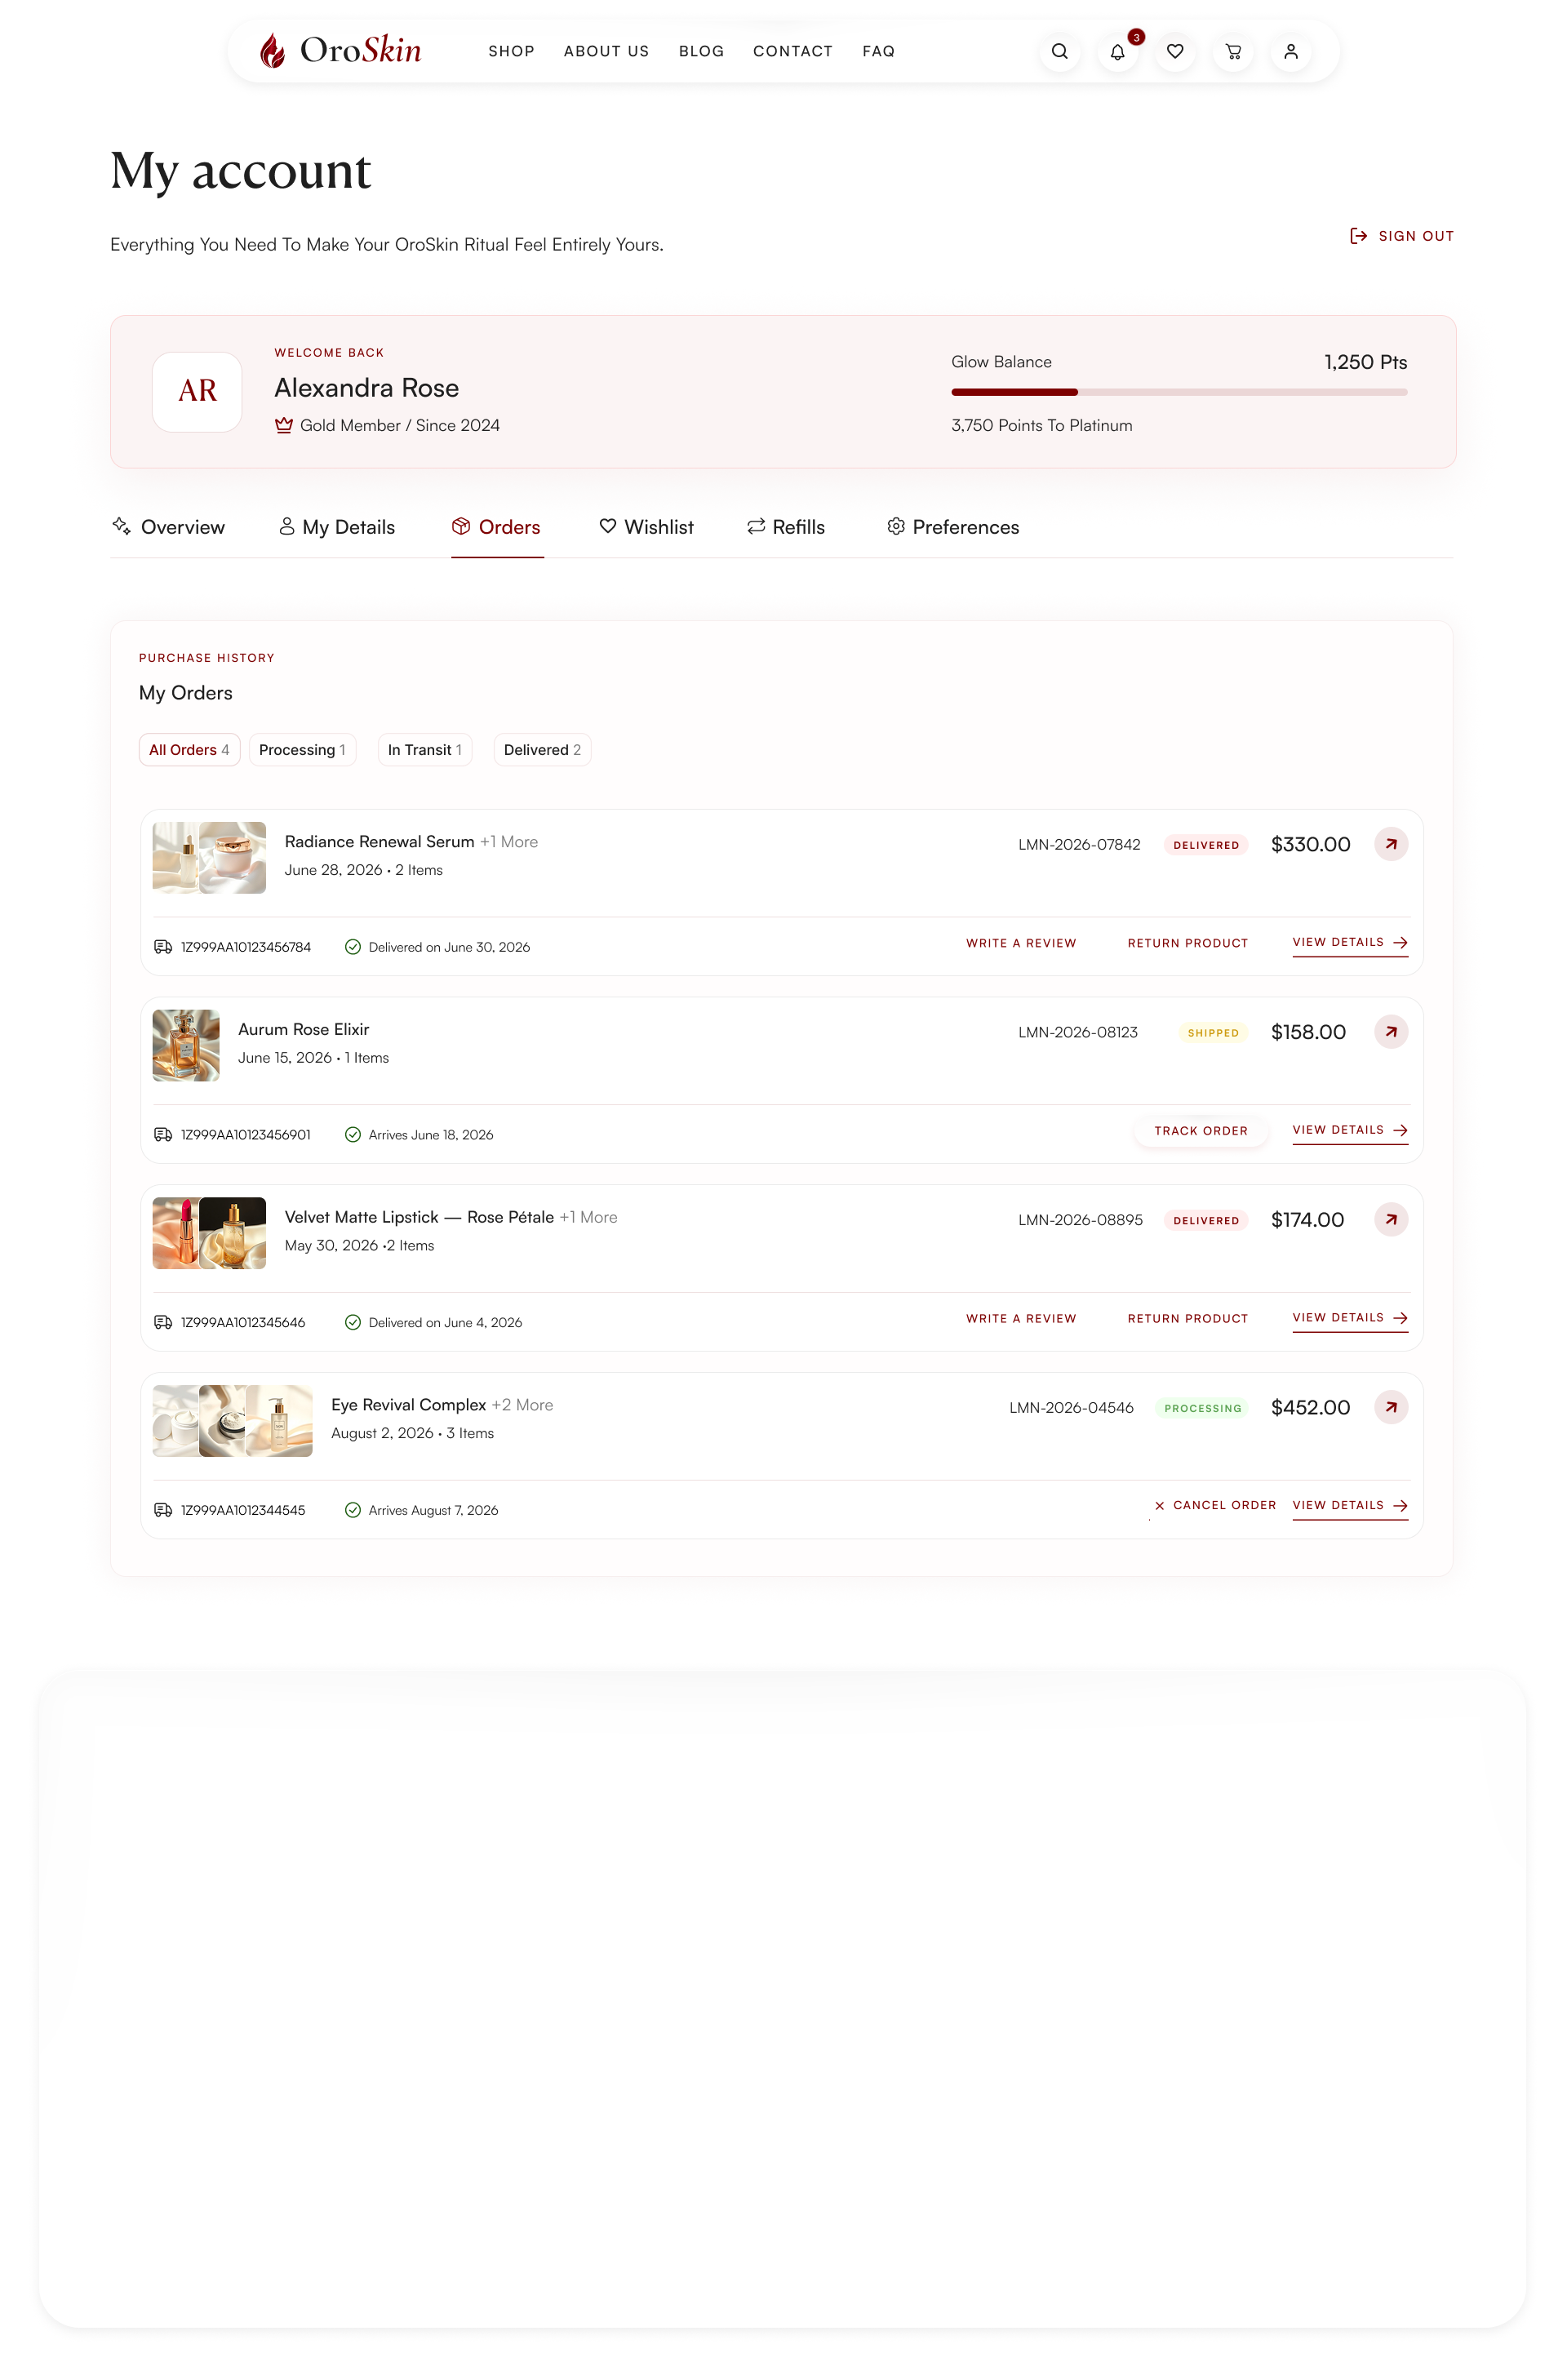 OroSkin SHOP ABOUT US BLOG CONTACT FAQ 3
My account
Everything You Need To Make Your OroSkin Ritual Feel Entirely Yours.
SIGN OUT
AR
WELCOME BACK
Alexandra Rose
Gold Member / Since 2024
Glow Balance 1,250 Pts
3,750 Points To Platinum
Overview My Details Orders Wishlist Refills Preferences
PURCHASE HISTORY
My Orders
All Orders 4 Processing 1 In Transit 1 Delivered 2
Radiance Renewal Serum +1 More LMN-2026-07842 DELIVERED $330.00
June 28, 2026 · 2 Items
1Z999AA10123456784 Delivered on June 30, 2026 WRITE A REVIEW RETURN PRODUCT VIEW DETAILS
Aurum Rose Elixir LMN-2026-08123 SHIPPED $158.00
June 15, 2026 · 1 Items
1Z999AA10123456901 Arrives June 18, 2026 TRACK ORDER VIEW DETAILS
Velvet Matte Lipstick — Rose Pétale +1 More LMN-2026-08895 DELIVERED $174.00
May 30, 2026 ·2 Items
1Z999AA1012345646 Delivered on June 4, 2026 WRITE A REVIEW RETURN PRODUCT VIEW DETAILS
Eye Revival Complex +2 More LMN-2026-04546 PROCESSING $452.00
August 2, 2026 · 3 Items
1Z999AA1012344545 Arrives August 7, 2026 CANCEL ORDER VIEW DETAILS